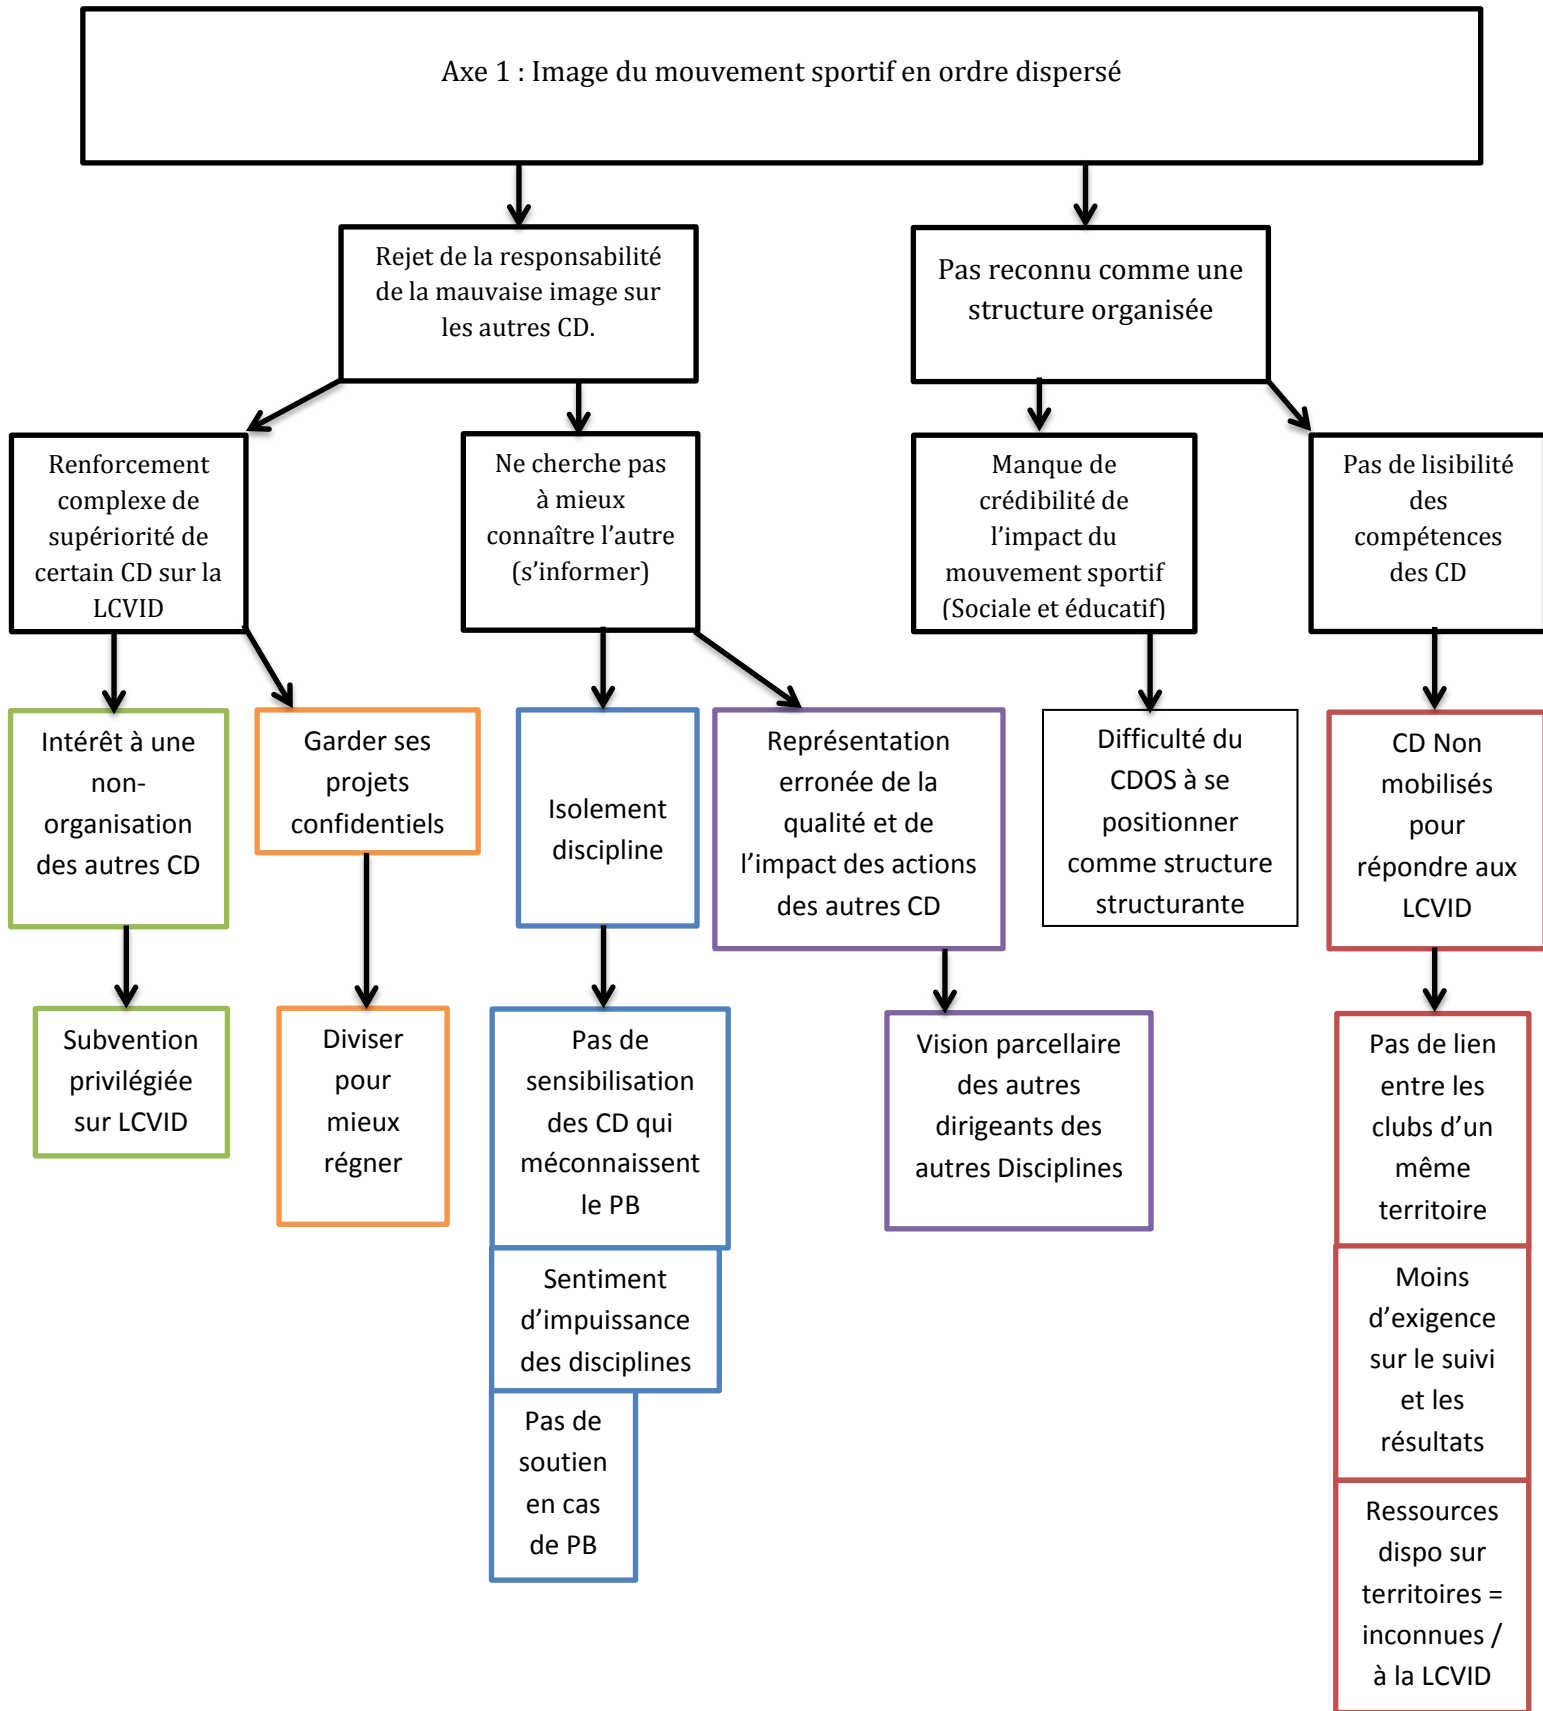 Axe 1 : Image du mouvement sportif en ordre dispersé
Rejet de la responsabilité
de la mauvaise image sur
les autres CD.
Pas reconnu comme une
structure organisée
Renforcement
complexe de
supériorité de
certain CD sur la
LCVID
Ne cherche pas
à mieux
connaître l’autre
(s’informer)
Manque de
crédibilité de
l’impact du
mouvement sportif
(Sociale et éducatif)
Pas de lisibilité
des
compétences
des CD
Intérêt à une
non-
organisation
des autres CD
Garder ses
projets
confidentiels
Isolement
discipline
Représentation
erronée de la
qualité et de
l’impact des actions
des autres CD
Difficulté du
CDOS à se
positionner
comme structure
structurante
CD Non
mobilisés
pour
répondre aux
LCVID
Subvention
privilégiée
sur LCVID
Diviser
pour
mieux
régner
Pas de
sensibilisation
des CD qui
méconnaissent
le PB
Vision parcellaire
des autres
dirigeants des
autres Disciplines
Pas de lien
entre les
clubs d’un
même
territoire
Sentiment
d’impuissance
des disciplines
Moins
d’exigence
sur le suivi
et les
résultats
Pas de
soutien
en cas
de PB
Ressources
dispo sur
territoires =
inconnues /
à la LCVID